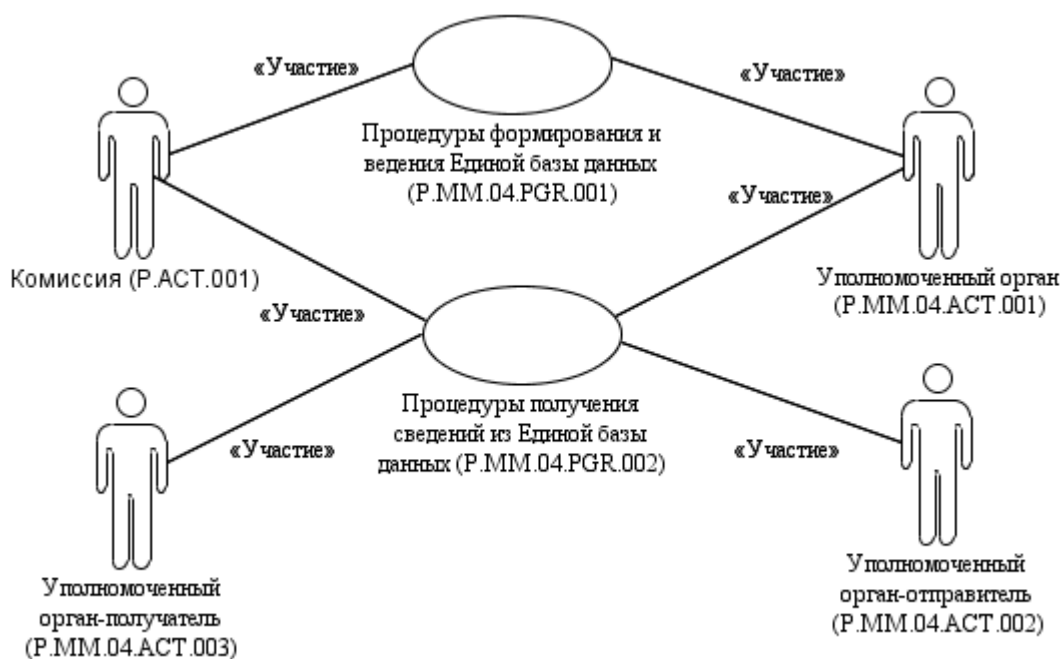 «Участие»
«Участие»
Процедуры формирования и
ведения Единой базы данных
(P.MM.04.PGR.001)
«Участие»
Комиссия (P.ACT.001)
Уполномоченный орган
(P.MM.04.ACT.001)
«Участие»
Процедуры получения
сведений из Единой базы
данных (P.MM.04.PGR.002)
«Участие»
«Участие»
Уполномоченный
орган-получатель
(P.MM.04.ACT.003)
Уполномоченный
орган-отправитель
(P.MM.04.ACT.002)